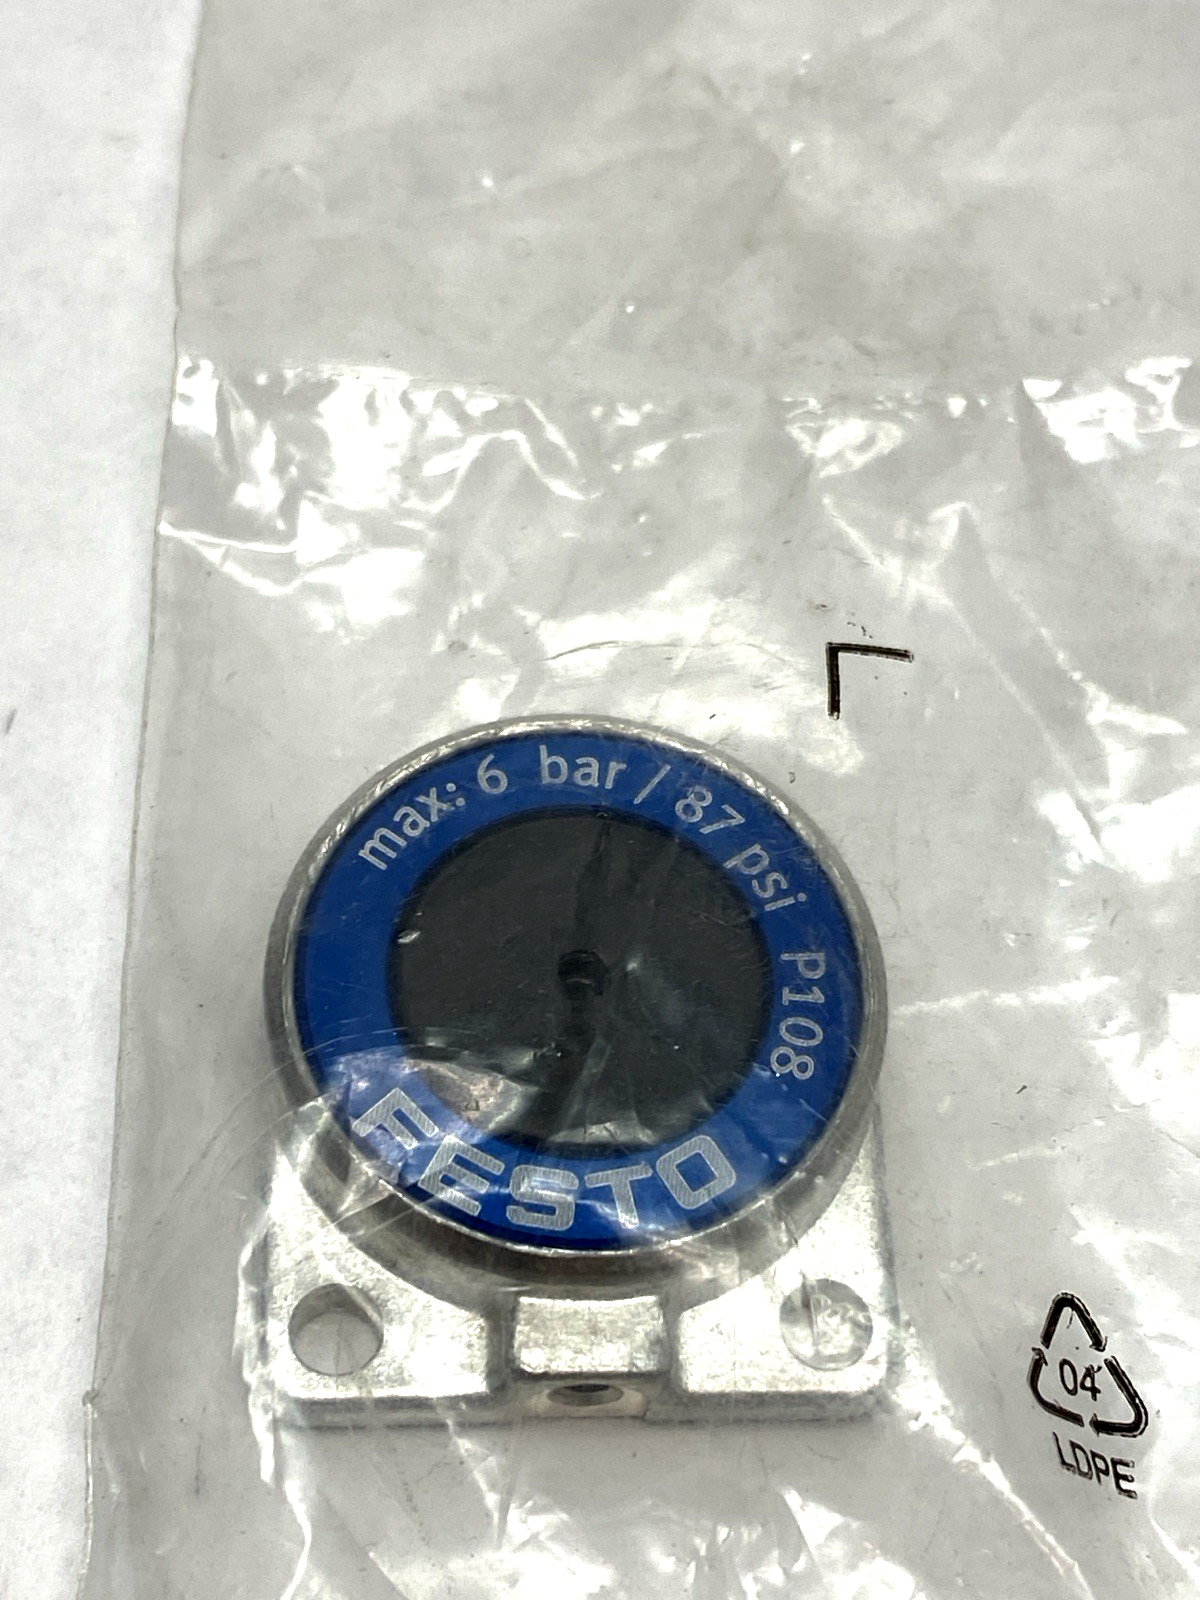 max: 6 bar / 87 psi P108
FESTO
04
LDPE